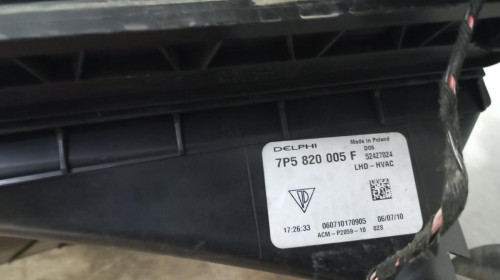 DELPHI
Made in Poland
D05
7P5 820 005 F
52427024
LHD-HVAC
17:26:33
060710170905
06/07/10
ACM-P2059-10
02S